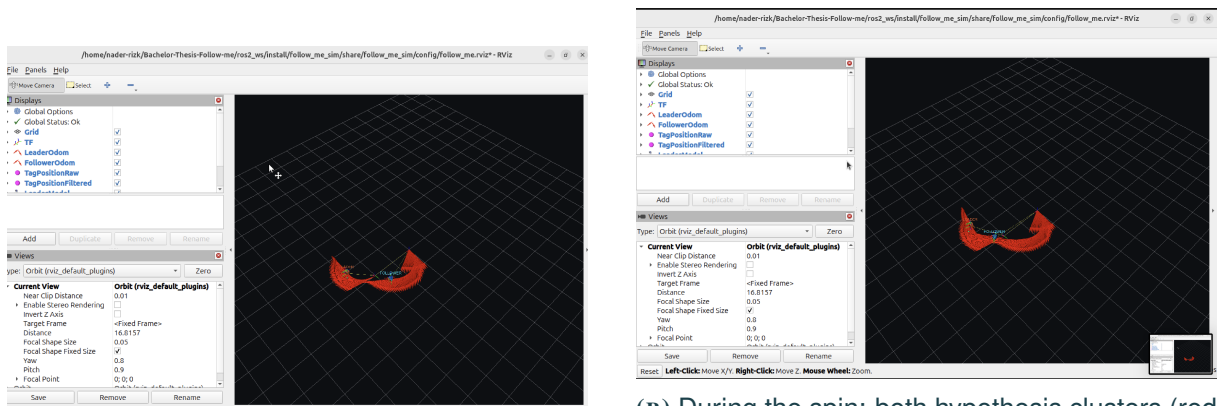 /home/nader-rizk/Bachelor-Thesis-Follow-me/ros2_ws/install/follow_me_sim/share/follow_me_sim/config/follow_me.rviz* - RViz
File Panels Help
Move Camera Select
Displays
Global Options
Global Status: Ok
Grid
TF
LeaderOdom
FollowerOdom
TagPositionRaw
TagPositionFiltered
LeaderModel
Add Duplicate Remove Rename
Views
Type: Orbit (rviz_default_plugins) Zero
Current View Orbit (rviz_default_plugins)
Near Clip Distance 0.01
Enable Stereo Rendering
Invert Z Axis
Target Frame <Fixed Frame>
Distance 16.8157
Focal Shape Size 0.05
Focal Shape Fixed Size
Yaw 0.8
Pitch 0.9
Focal Point 0; 0; 0
Save Remove Rename
/home/nader-rizk/Bachelor-Thesis-Follow-me/ros2_ws/install/follow_me_sim/share/follow_me_sim/config/follow_me.rviz* - RViz
File Panels Help
Move Camera Select
Displays
Global Options
Global Status: Ok
Grid
TF
LeaderOdom
FollowerOdom
TagPositionRaw
TagPositionFiltered
LeaderModel
Add Duplicate Remove Rename
Views
Type: Orbit (rviz_default_plugins) Zero
Current View Orbit (rviz_default_plugins)
Near Clip Distance 0.01
Enable Stereo Rendering
Invert Z Axis
Target Frame <Fixed Frame>
Distance 16.8157
Focal Shape Size 0.05
Focal Shape Fixed Size
Yaw 0.8
Pitch 0.9
Focal Point 0; 0; 0
Save Remove Rename
Reset Left-Click: Move X/Y. Right-Click: Move Z. Mouse Wheel: Zoom.
(B) During the spin: both hypothesis clusters (red